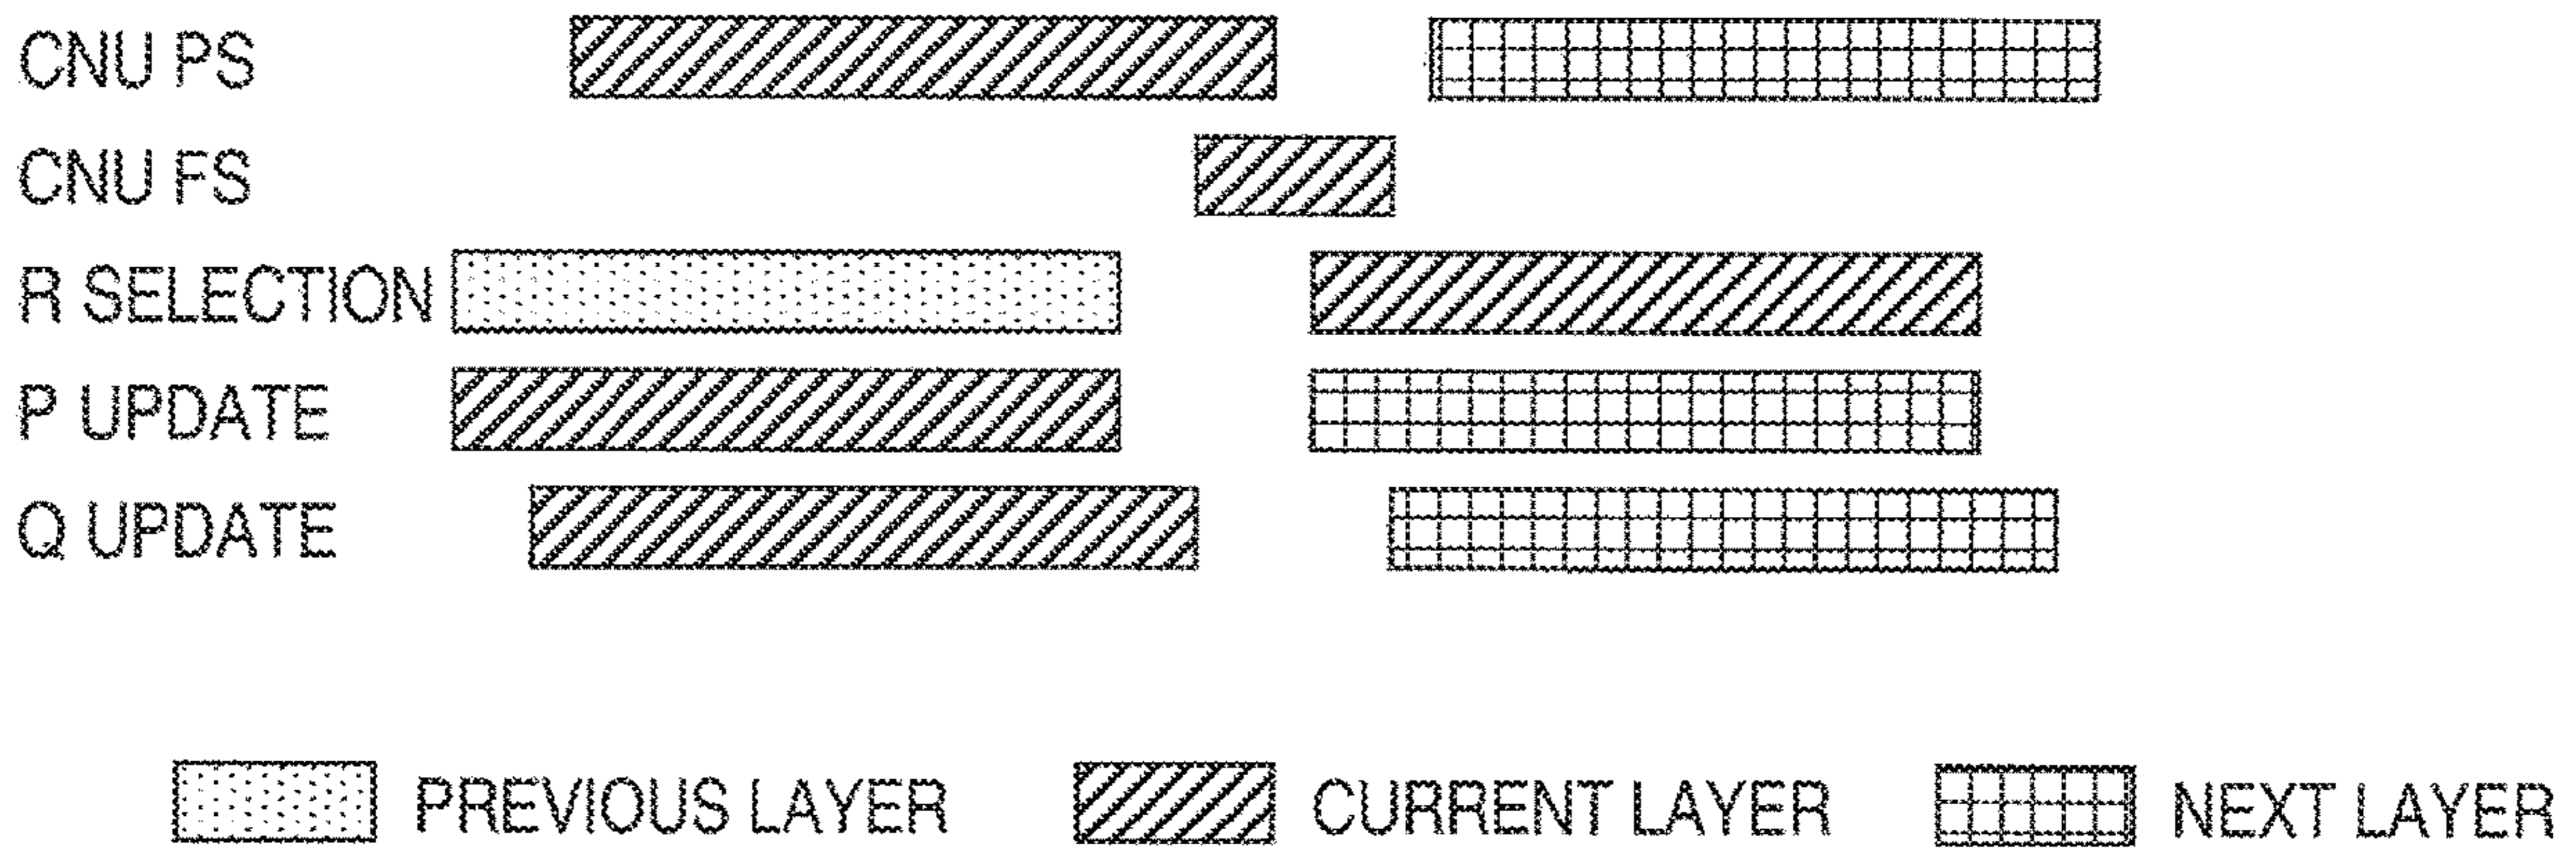 CNU PS
CNU FS
R SELECTION
P UPDATE
Q UPDATE
PREVIOUS LAYER CURRENT LAYER NEXT LAYER